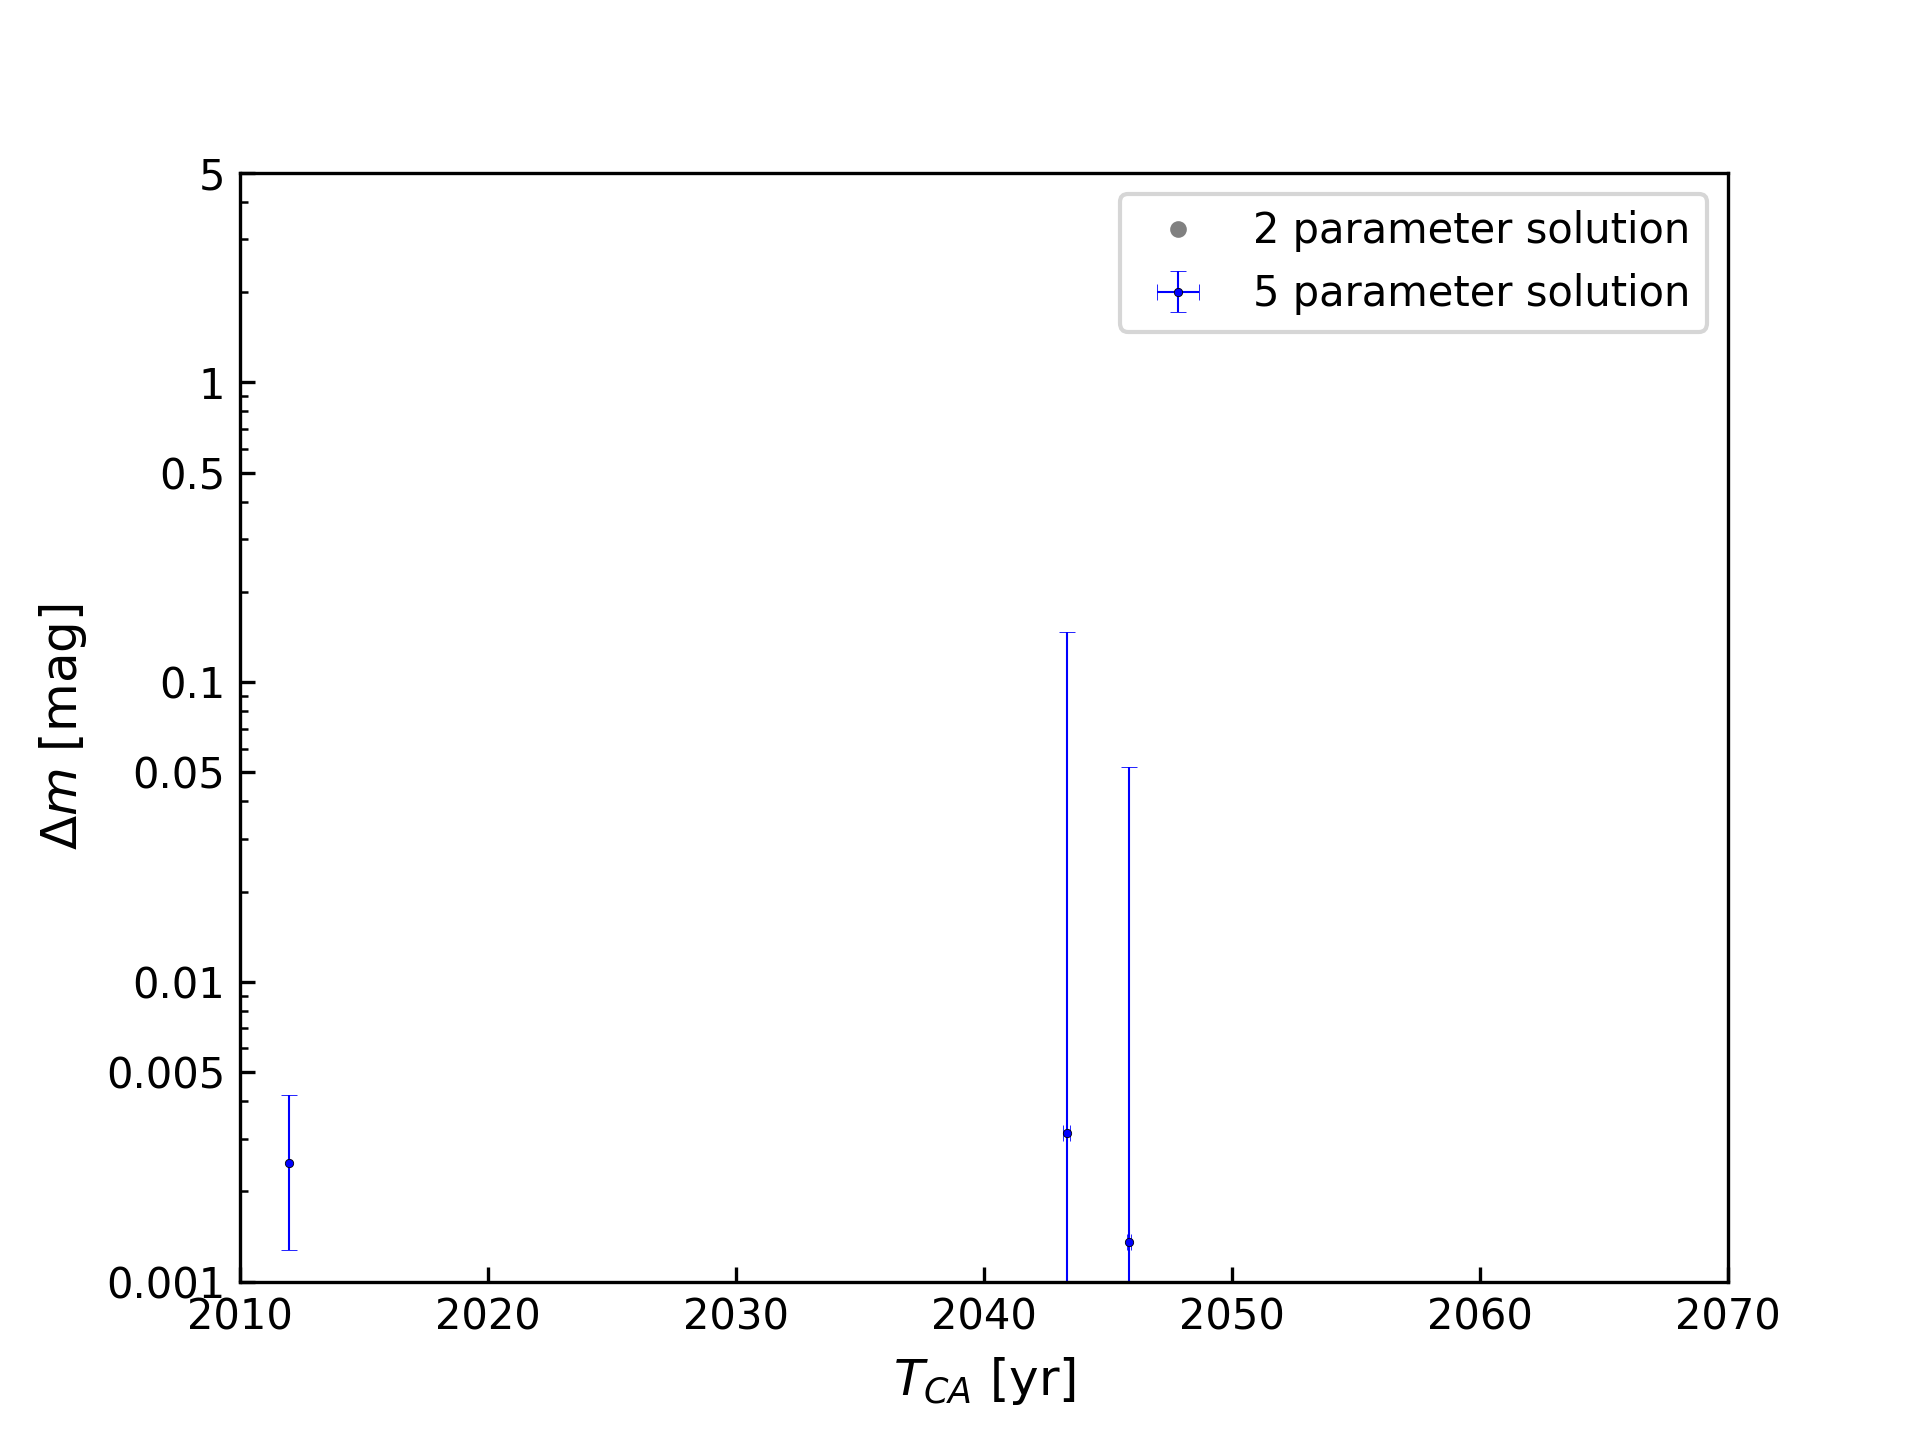 2 parameter solution
5 parameter solution
5
1
0.5
0.1
0.05
0.01
0.005
0.001
Δm [mag]
2010 2020 2030 2040 2050 2060 2070
T_CA [yr]